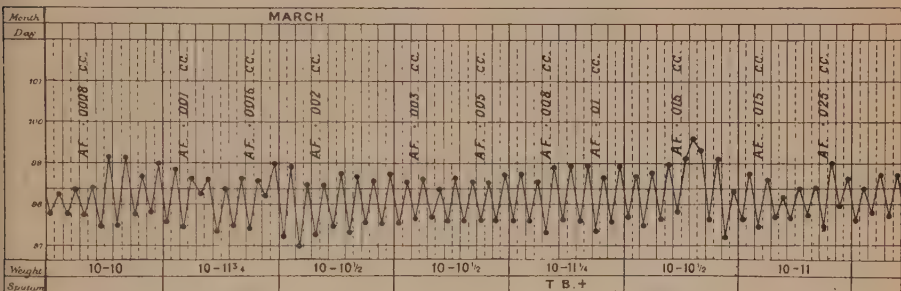 Month MARCH
Day
A.F. .0008 cc. A.F. .001 cc. A.F. .0016 cc. A.F. .002 cc. A.F. .003 cc. A.F. .005 cc. A.F. .008 cc. A.F. .01 cc. A.F. .015 cc. A.F. .015 cc. A.F. .025 cc.
101
100
99
98
97
Weight 10-10 10-11¾ 10-10½ 10-10½ 10-11¼ 10-10½ 10-11
Sputum T B.+